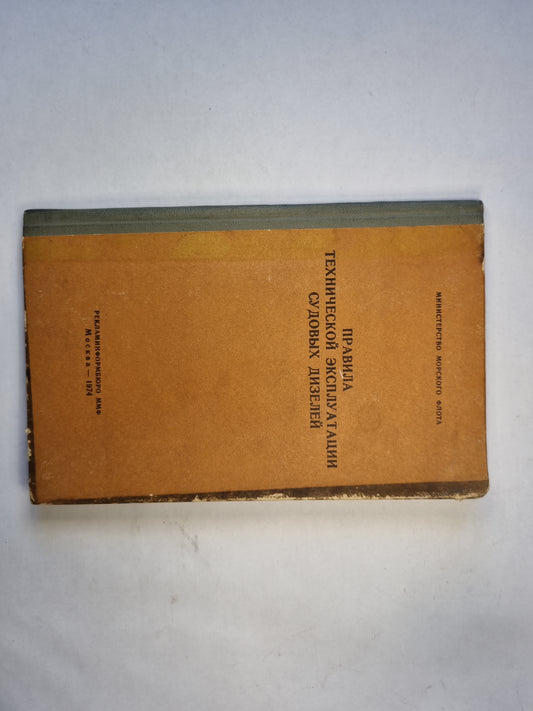 МИНИСТЕРСТВО МОРСКОГО ФЛОТА
ПРАВИЛА
ТЕХНИЧЕСКОЙ ЭКСПЛУАТАЦИИ
СУДОВЫХ ДИЗЕЛЕЙ
РЕКЛАМИНФОРМБЮРО ММФ
Москва — 1974